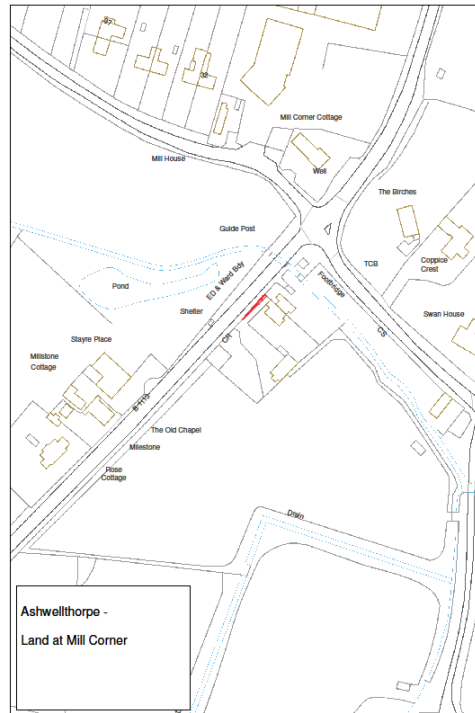 37
32
Mill Corner Cottage
Mill House
Well
The Birches
Guide Post
TCB
Coppice
Crest
ED & Ward Bdy
Footbridge
Pond
Shelter
Swan House
CS
Stayre Place
CR
Millstone
Cottage
B 1113
The Old Chapel
Milestone
Rose
Cottage
Drain
Ashwellthorpe -
Land at Mill Corner